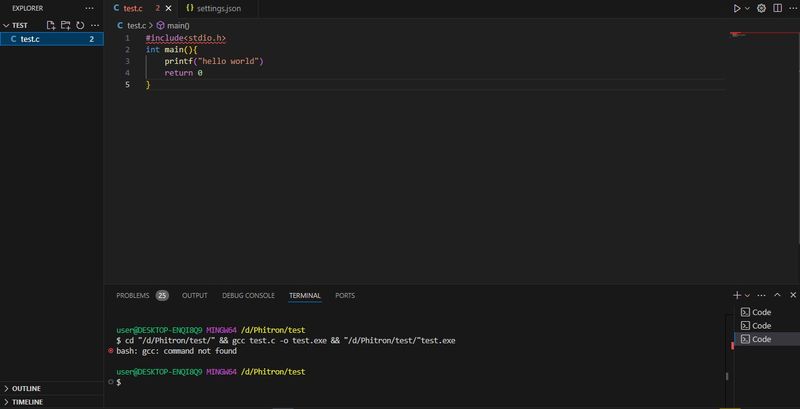 EXPLORER
TEST
C test.c 2
OUTLINE
TIMELINE
C test.c 2
{} settings.json
C test.c > main()
1 #include<stdio.h>
2 int main(){
3 printf("hello world")
4 return 0
5 }
PROBLEMS 25 OUTPUT DEBUG CONSOLE TERMINAL PORTS
user@DESKTOP-ENQI8Q9 MINGW64 /d/Phitron/test
$ cd "/d/Phitron/test/" && gcc test.c -o test.exe && "/d/Phitron/test/"test.exe
bash: gcc: command not found
user@DESKTOP-ENQI8Q9 MINGW64 /d/Phitron/test
$
Code
Code
Code